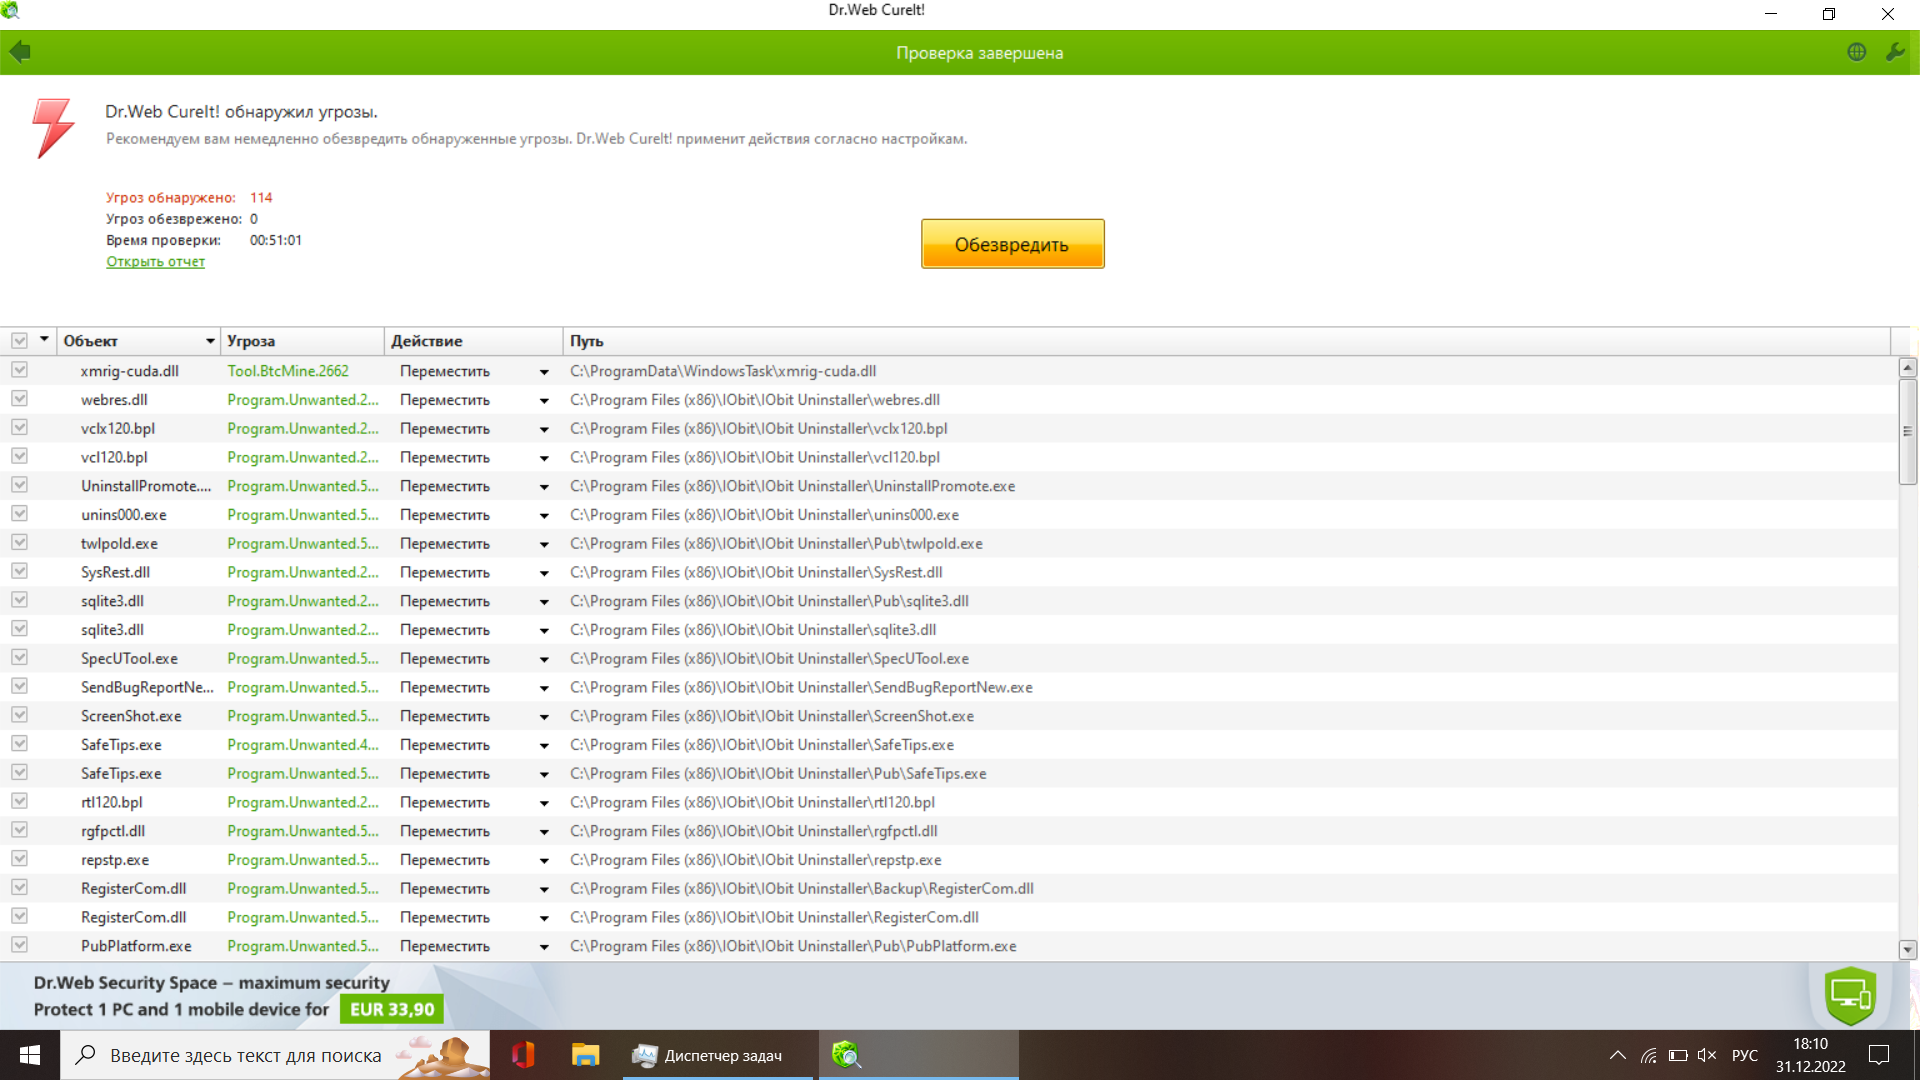 Dr.Web CureIt!
Проверка завершена
Dr.Web CureIt! обнаружил угрозы.
Рекомендуем вам немедленно обезвредить обнаруженные угрозы. Dr.Web CureIt! применит действия согласно настройкам.
Угроз обнаружено: 114
Угроз обезврежено: 0
Время проверки: 00:51:01
Открыть отчет
Обезвредить
Объект Угроза Действие Путь
xmrig-cuda.dll Tool.BtcMine.2662 Переместить C:\ProgramData\WindowsTask\xmrig-cuda.dll
webres.dll Program.Unwanted.2... Переместить C:\Program Files (x86)\IObit\IObit Uninstaller\webres.dll
vclx120.bpl Program.Unwanted.2... Переместить C:\Program Files (x86)\IObit\IObit Uninstaller\vclx120.bpl
vcl120.bpl Program.Unwanted.2... Переместить C:\Program Files (x86)\IObit\IObit Uninstaller\vcl120.bpl
UninstallPromote.... Program.Unwanted.5... Переместить C:\Program Files (x86)\IObit\IObit Uninstaller\UninstallPromote.exe
unins000.exe Program.Unwanted.5... Переместить C:\Program Files (x86)\IObit\IObit Uninstaller\unins000.exe
twlpold.exe Program.Unwanted.5... Переместить C:\Program Files (x86)\IObit\IObit Uninstaller\Pub\twlpold.exe
SysRest.dll Program.Unwanted.2... Переместить C:\Program Files (x86)\IObit\IObit Uninstaller\SysRest.dll
sqlite3.dll Program.Unwanted.2... Переместить C:\Program Files (x86)\IObit\IObit Uninstaller\Pub\sqlite3.dll
sqlite3.dll Program.Unwanted.2... Переместить C:\Program Files (x86)\IObit\IObit Uninstaller\sqlite3.dll
SpecUTool.exe Program.Unwanted.5... Переместить C:\Program Files (x86)\IObit\IObit Uninstaller\SpecUTool.exe
SendBugReportNe... Program.Unwanted.5... Переместить C:\Program Files (x86)\IObit\IObit Uninstaller\SendBugReportNew.exe
ScreenShot.exe Program.Unwanted.5... Переместить C:\Program Files (x86)\IObit\IObit Uninstaller\ScreenShot.exe
SafeTips.exe Program.Unwanted.4... Переместить C:\Program Files (x86)\IObit\IObit Uninstaller\SafeTips.exe
SafeTips.exe Program.Unwanted.5... Переместить C:\Program Files (x86)\IObit\IObit Uninstaller\Pub\SafeTips.exe
rtl120.bpl Program.Unwanted.2... Переместить C:\Program Files (x86)\IObit\IObit Uninstaller\rtl120.bpl
rgfpctl.dll Program.Unwanted.5... Переместить C:\Program Files (x86)\IObit\IObit Uninstaller\rgfpctl.dll
repstp.exe Program.Unwanted.5... Переместить C:\Program Files (x86)\IObit\IObit Uninstaller\repstp.exe
RegisterCom.dll Program.Unwanted.5... Переместить C:\Program Files (x86)\IObit\IObit Uninstaller\Backup\RegisterCom.dll
RegisterCom.dll Program.Unwanted.5... Переместить C:\Program Files (x86)\IObit\IObit Uninstaller\RegisterCom.dll
PubPlatform.exe Program.Unwanted.5... Переместить C:\Program Files (x86)\IObit\IObit Uninstaller\Pub\PubPlatform.exe
Dr.Web Security Space – maximum security
Protect 1 PC and 1 mobile device for EUR 33,90
Введите здесь текст для поиска
Диспетчер задач
РУС
18:10
31.12.2022